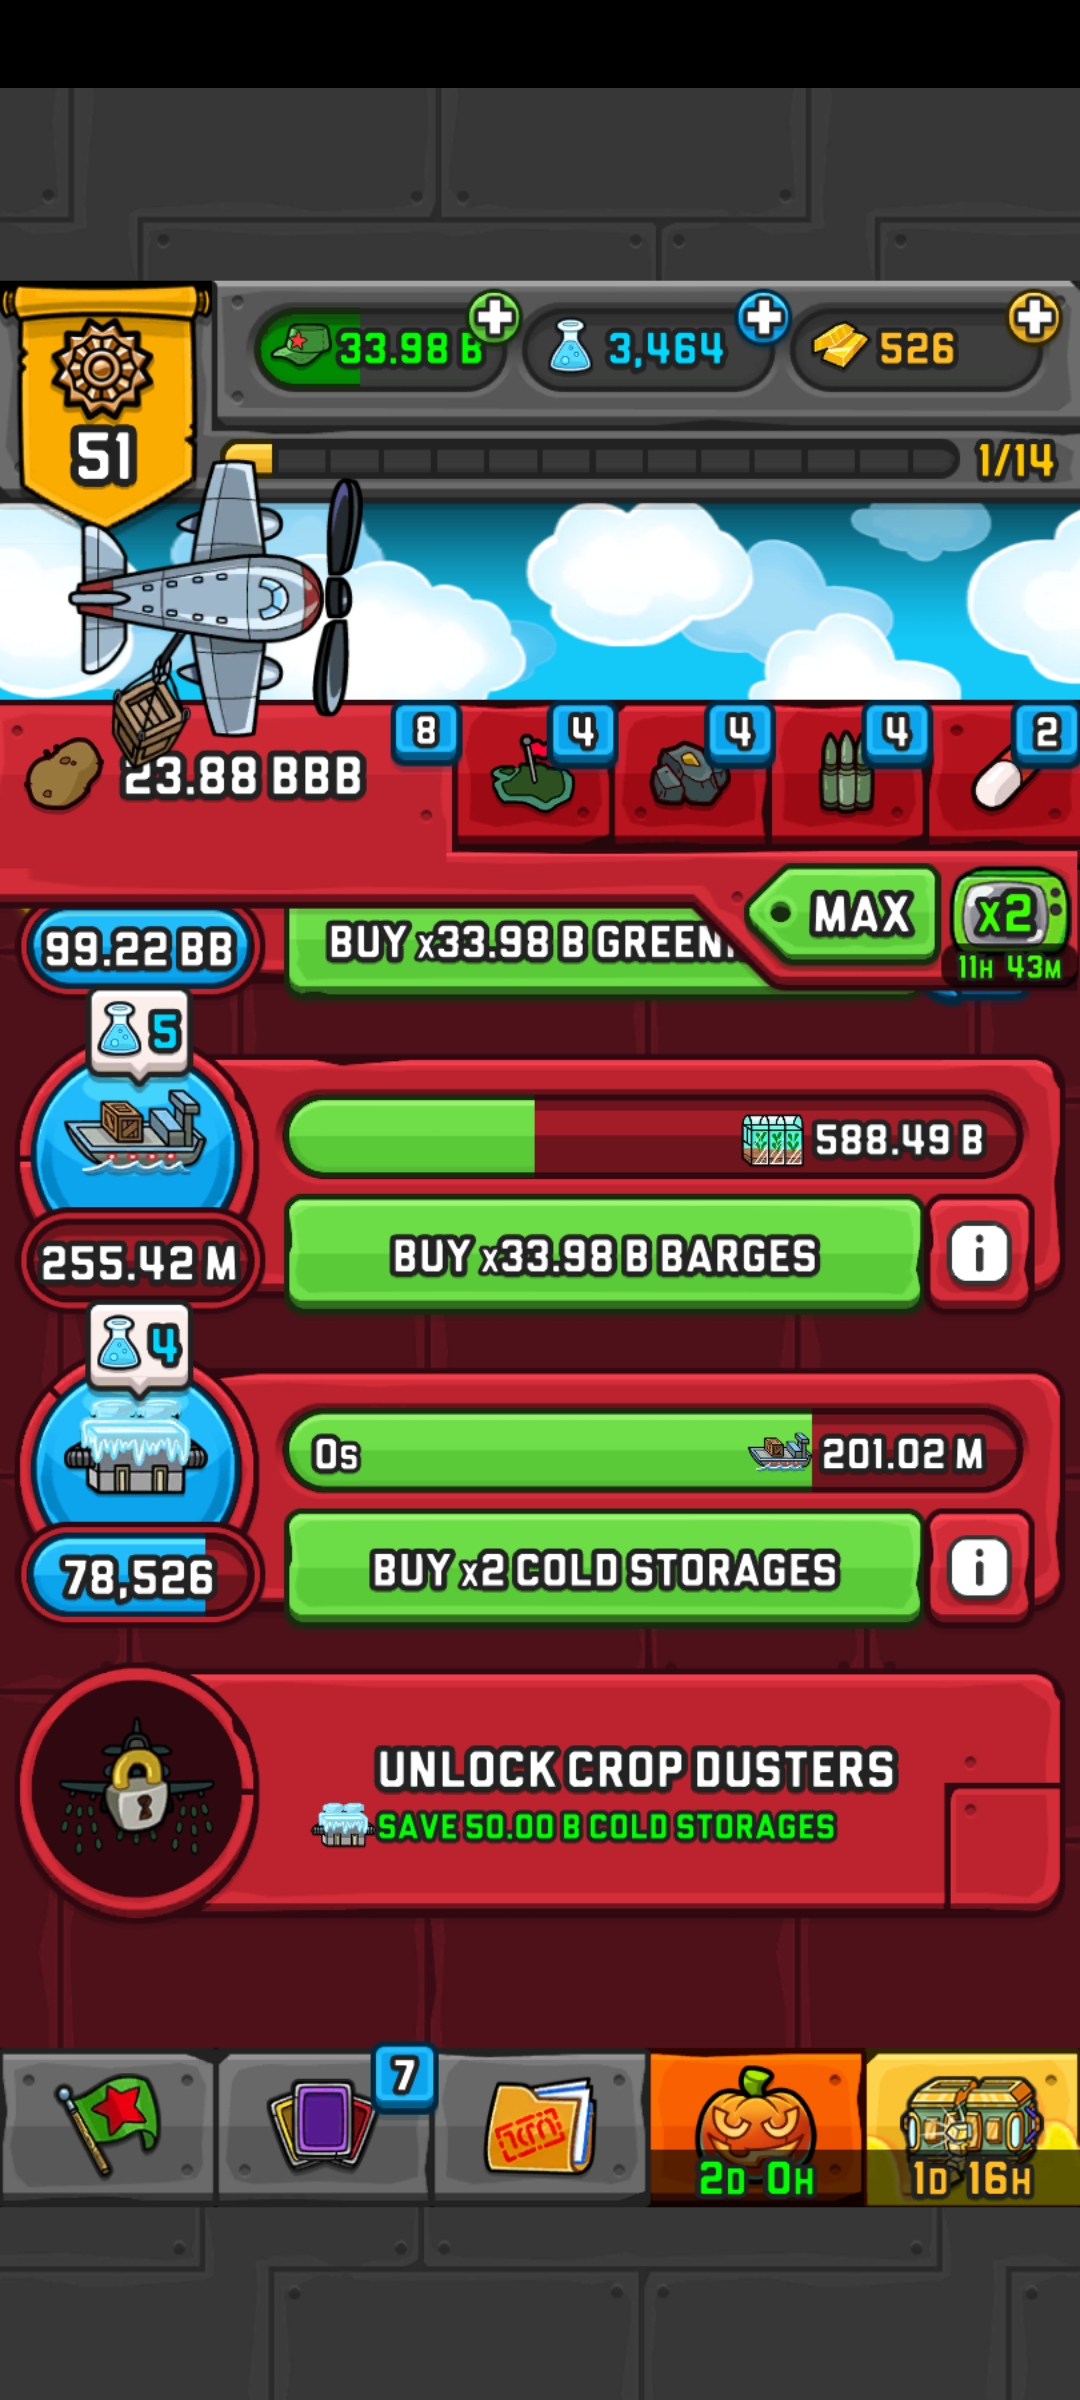 33.98 B
3,464
526
51
1/14
8
4
4
4
2
23.88 BBB
MAX
x2
11H 43M
99.22 BB
BUY x33.98 B GREEN
5
588.49 B
255.42 M
BUY x33.98 B BARGES
i
4
0s
201.02 M
78,526
BUY x2 COLD STORAGES
i
UNLOCK CROP DUSTERS
SAVE 50.00 B COLD STORAGES
7
2D 0H
1D 16H